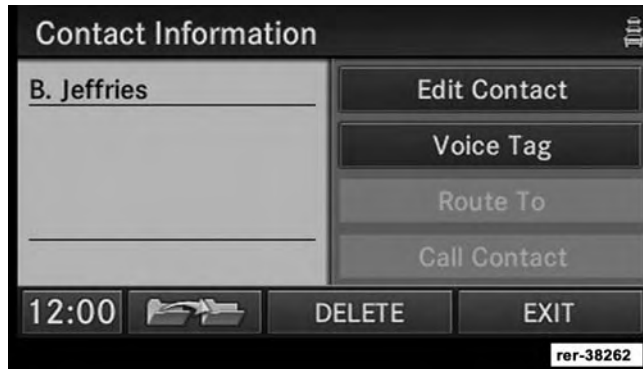 Contact Information
B. Jeffries
Edit Contact
Voice Tag
Route To
Call Contact
12:00
DELETE
EXIT
rer-38262